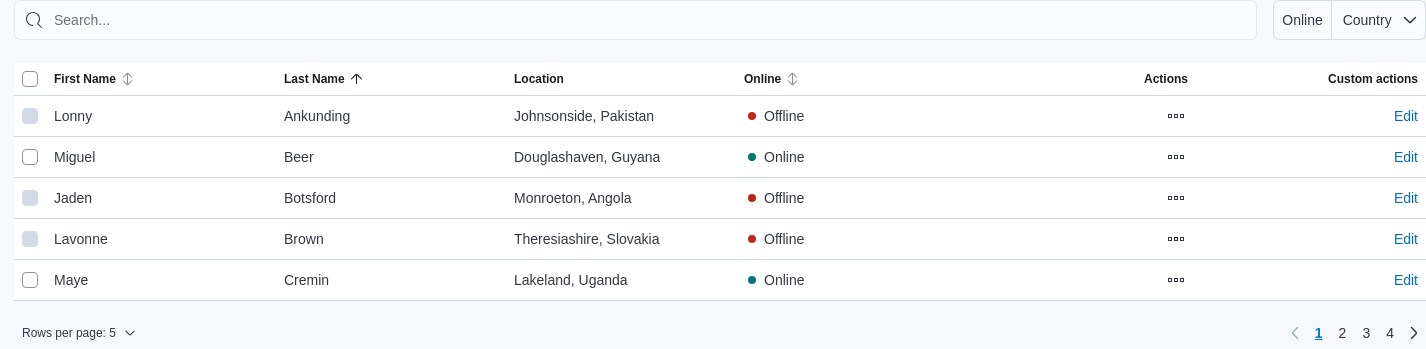 Search... Online Country
First Name Last Name Location Online Actions Custom actions
Lonny Ankunding Johnsonside, Pakistan Offline Edit
Miguel Beer Douglashaven, Guyana Online Edit
Jaden Botsford Monroeton, Angola Offline Edit
Lavonne Brown Theresiashire, Slovakia Offline Edit
Maye Cremin Lakeland, Uganda Online Edit
Rows per page: 5 1 2 3 4